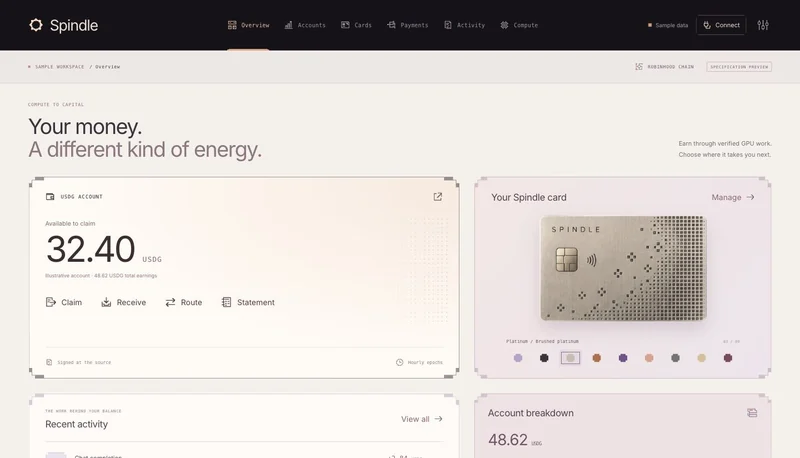 Spindle
Overview
Accounts
Cards
Payments
Activity
Compute
Sample data
Connect
SAMPLE WORKSPACE / Overview
ROBINHOOD CHAIN
SPECIFICATION PREVIEW
COMPUTE TO CAPITAL
Your money.
A different kind of energy.
Earn through verified GPU work.
Choose where it takes you next.
USDG ACCOUNT
Available to claim
32.40 USDG
Illustrative account · 48.62 USDG total earnings
Claim
Receive
Route
Statement
Signed at the source
Hourly epochs
Your Spindle card
Manage
SPINDLE
Platinum / Brushed platinum
THE WORK BEHIND YOUR BALANCE
Recent activity
View all
Chat completion
Account breakdown
48.62 USDG